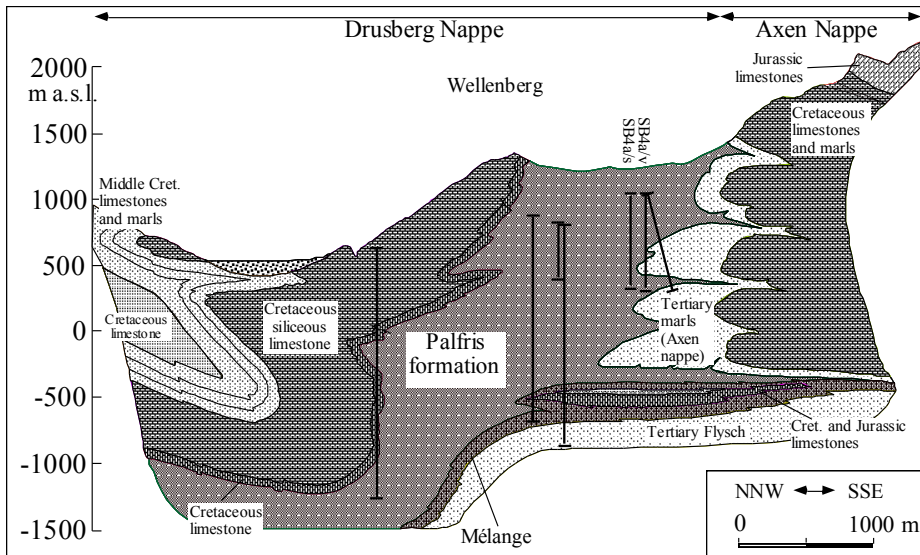 Drusberg Nappe
Axen Nappe
2000
m a.s.l.
1500
1000
500
0
-500
-1000
-1500
Wellenberg
SB4a/s
SB4a/v
Jurassic
limestones
Cretaceous
limestones
and marls
Middle Cret.
limestones
and marls
Cretaceous
limestone
Cretaceous
siliceous
limestone
Palfris
formation
Tertiary
marls
(Axen
nappe)
Cret. and Jurassic
limestones
Tertiary Flysch
Cretaceous
limestone
Mélange
NNW SSE
0 1000 m